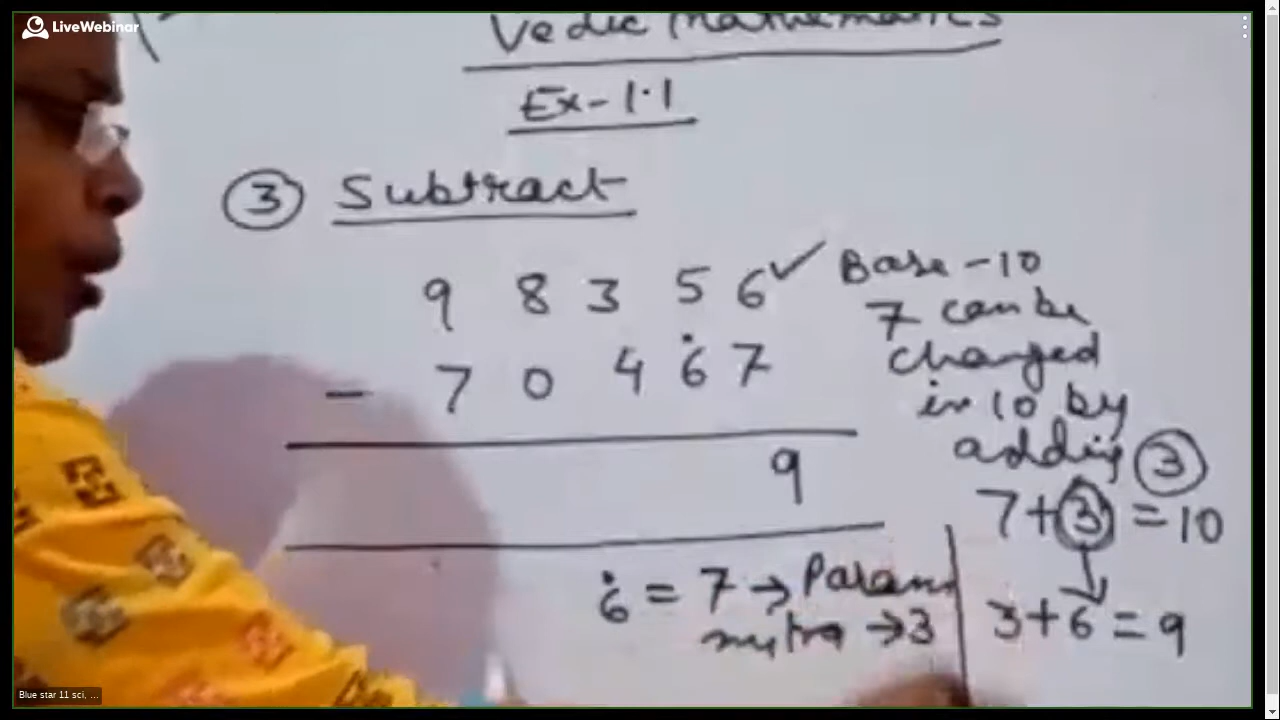 LiveWebinar
Vedic Mathematics
Ex-1.1
③ Subtract
9 8 3 5 6 ✓
- 7 0 4 6̇ 7
9
Base - 10
7 can be
changed
in 10 by
adding ③
7+③ = 10
3+6 = 9
6̇ = 7 → Param
mitra → 3
Blue star 11 sci, ...